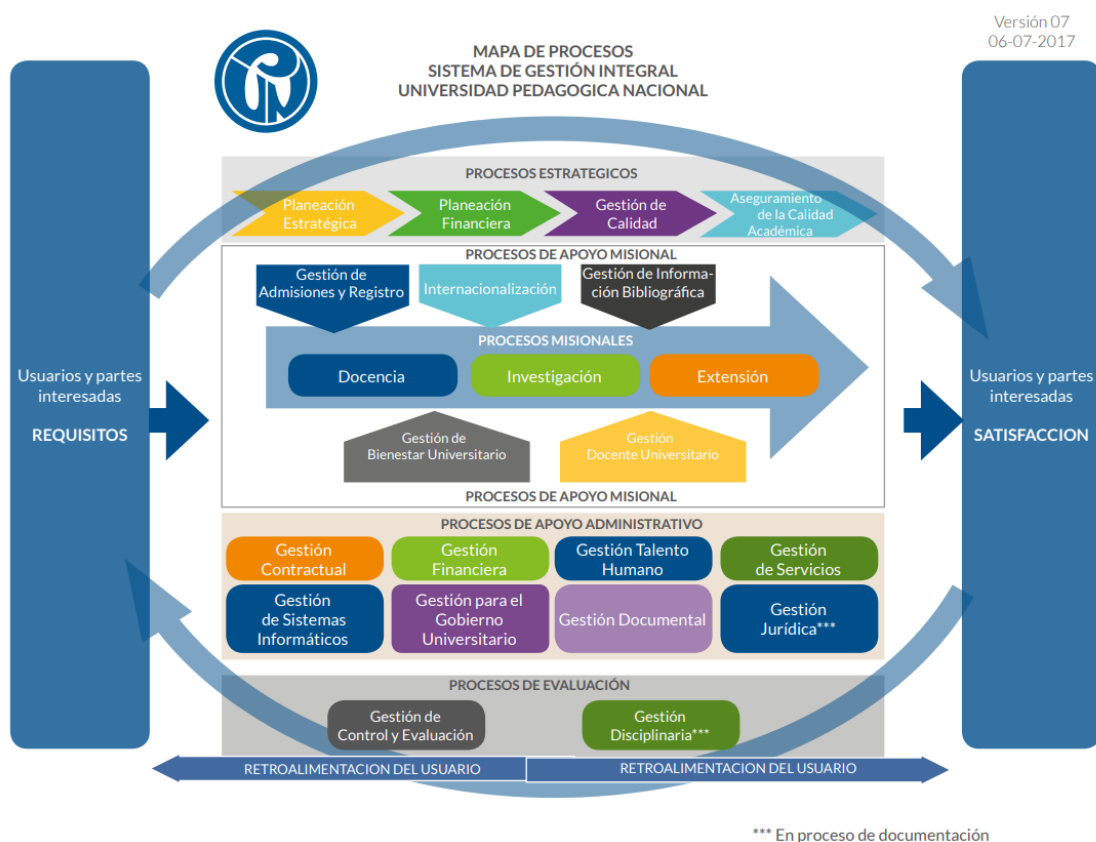 Versión 07
06-07-2017
MAPA DE PROCESOS
SISTEMA DE GESTIÓN INTEGRAL
UNIVERSIDAD PEDAGOGICA NACIONAL
Usuarios y partes
interesadas
REQUISITOS
PROCESOS ESTRATEGICOS
Planeación
Estratégica
Planeación
Financiera
Gestión de
Calidad
Aseguramiento
de la Calidad
Académica
PROCESOS DE APOYO MISIONAL
Gestión de
Admisiones y Registro
Internacionalización
Gestión de Informa-
ción Bibliográfica
PROCESOS MISIONALES
Docencia
Investigación
Extensión
Gestión de
Bienestar Universitario
Gestión
Docente Universitario
PROCESOS DE APOYO MISIONAL
PROCESOS DE APOYO ADMINISTRATIVO
Gestión
Contractual
Gestión
Financiera
Gestión Talento
Humano
Gestión
de Servicios
Gestión
de Sistemas
Informáticos
Gestión para el
Gobierno
Universitario
Gestión Documental
Gestión
Jurídica***
PROCESOS DE EVALUACIÓN
Gestión de
Control y Evaluación
Gestión
Disciplinaria***
RETROALIMENTACION DEL USUARIO
RETROALIMENTACION DEL USUARIO
Usuarios y partes
interesadas
SATISFACCION
*** En proceso de documentación